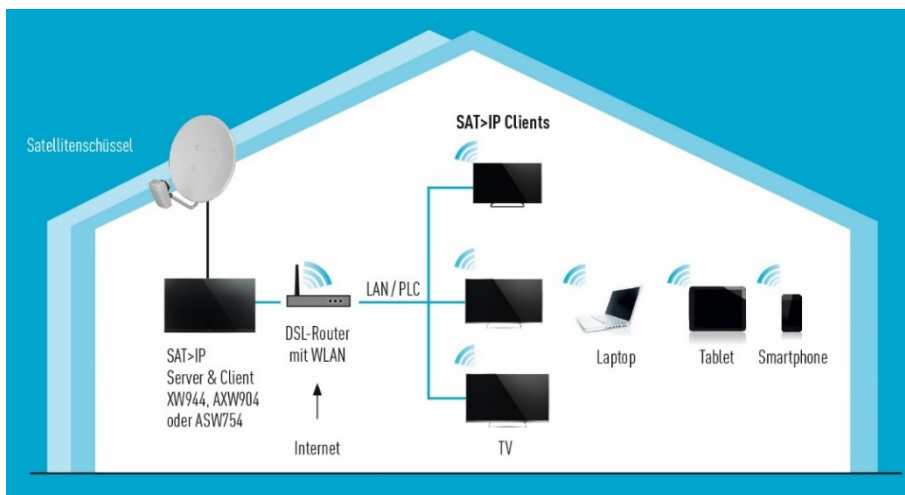 SAT>IP Clients
Satellitenschüssel
LAN / PLC
DSL-Router
mit WLAN
SAT>IP
Server & Client
XW944, AXW904
oder ASW754
Internet
TV
Laptop
Tablet
Smartphone